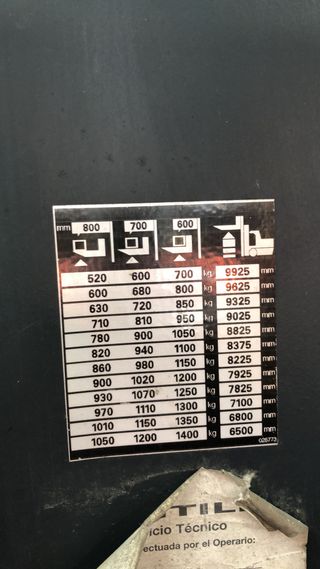 mm 800 700 600
520 600 700 kg 9925 mm
600 680 800 kg 9625 mm
630 720 850 kg 9325 mm
710 810 950 kg 9025 mm
780 900 1050 kg 8825 mm
820 940 1100 kg 8375 mm
860 980 1150 kg 8225 mm
900 1020 1200 kg 7925 mm
930 1070 1250 kg 7825 mm
970 1110 1300 kg 7100 mm
1010 1150 1350 kg 6800 mm
1050 1200 1400 kg 6500 mm
025773
STILL
icio Técnico
ectuada por el Operario: